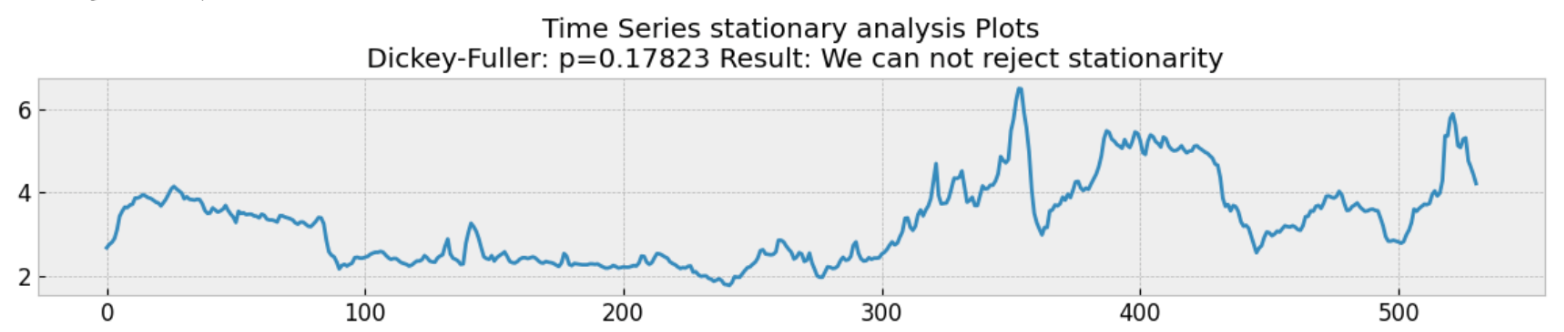 Time Series stationary analysis Plots
Dickey-Fuller: p=0.17823 Result: We can not reject stationarity
6
4
2
0 100 200 300 400 500